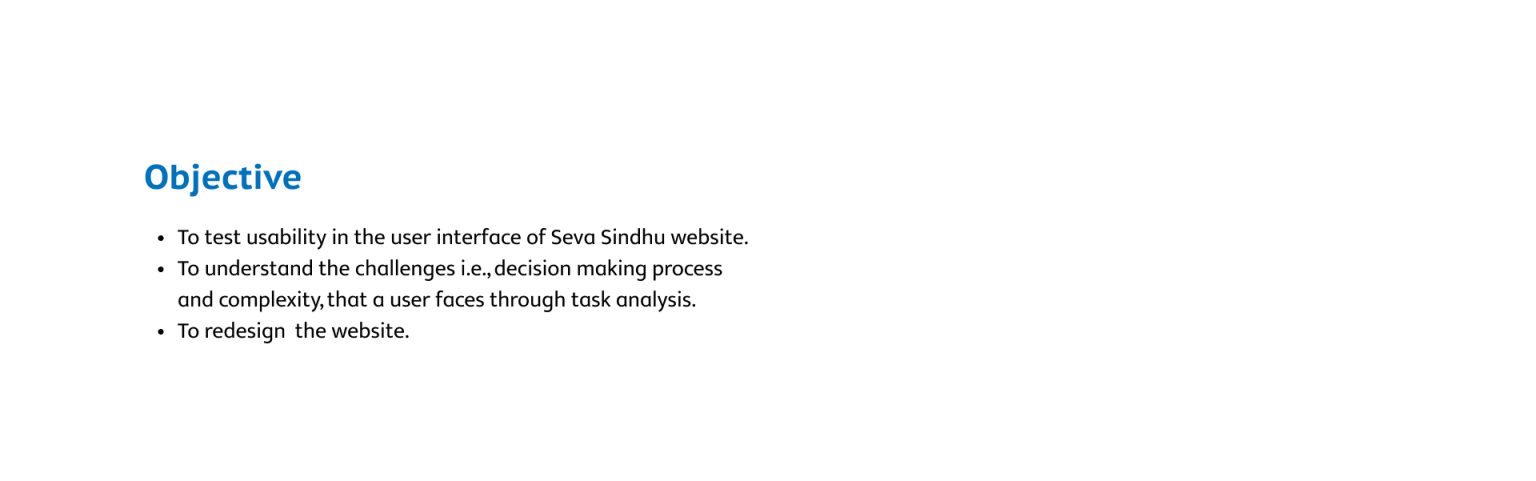 Objective
• To test usability in the user interface of Seva Sindhu website.
• To understand the challenges i.e., decision making process
and complexity, that a user faces through task analysis.
• To redesign  the website.